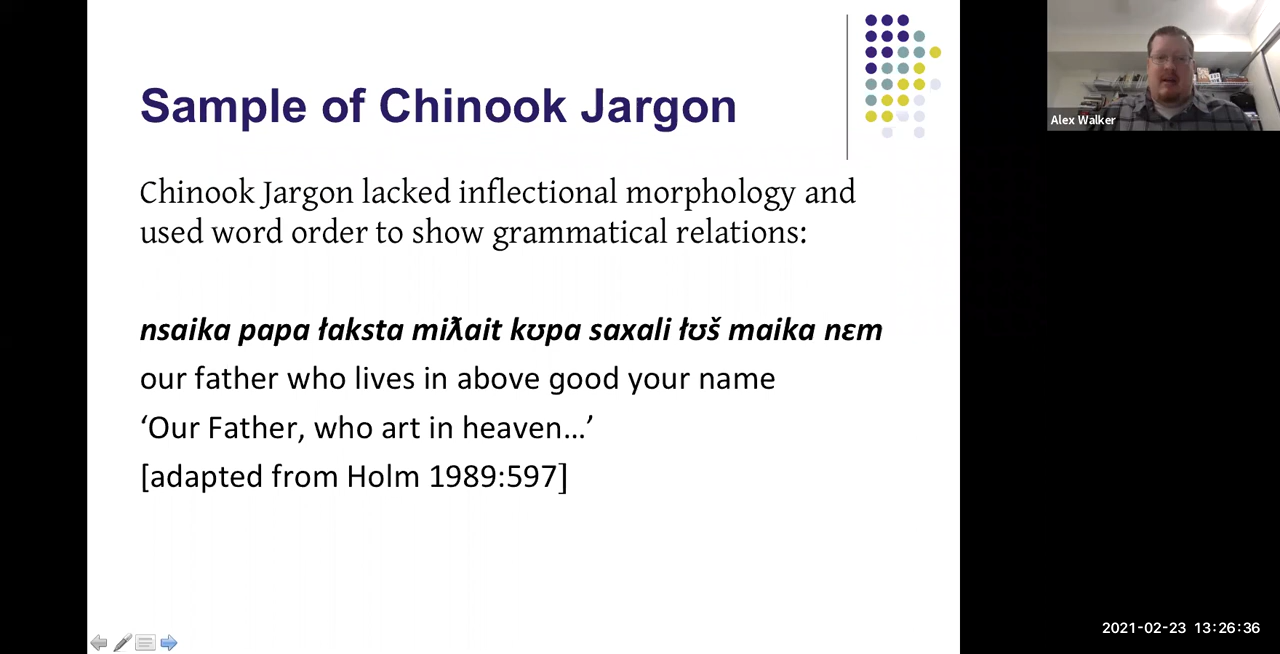 Sample of Chinook Jargon
Chinook Jargon lacked inflectional morphology and
used word order to show grammatical relations:
nsaika papa łaksta miƛait kʊpa saxali łʊš maika nɛm
our father who lives in above good your name
‘Our Father, who art in heaven…’
[adapted from Holm 1989:597]
Alex Walker
2021-02-23 13:26:36